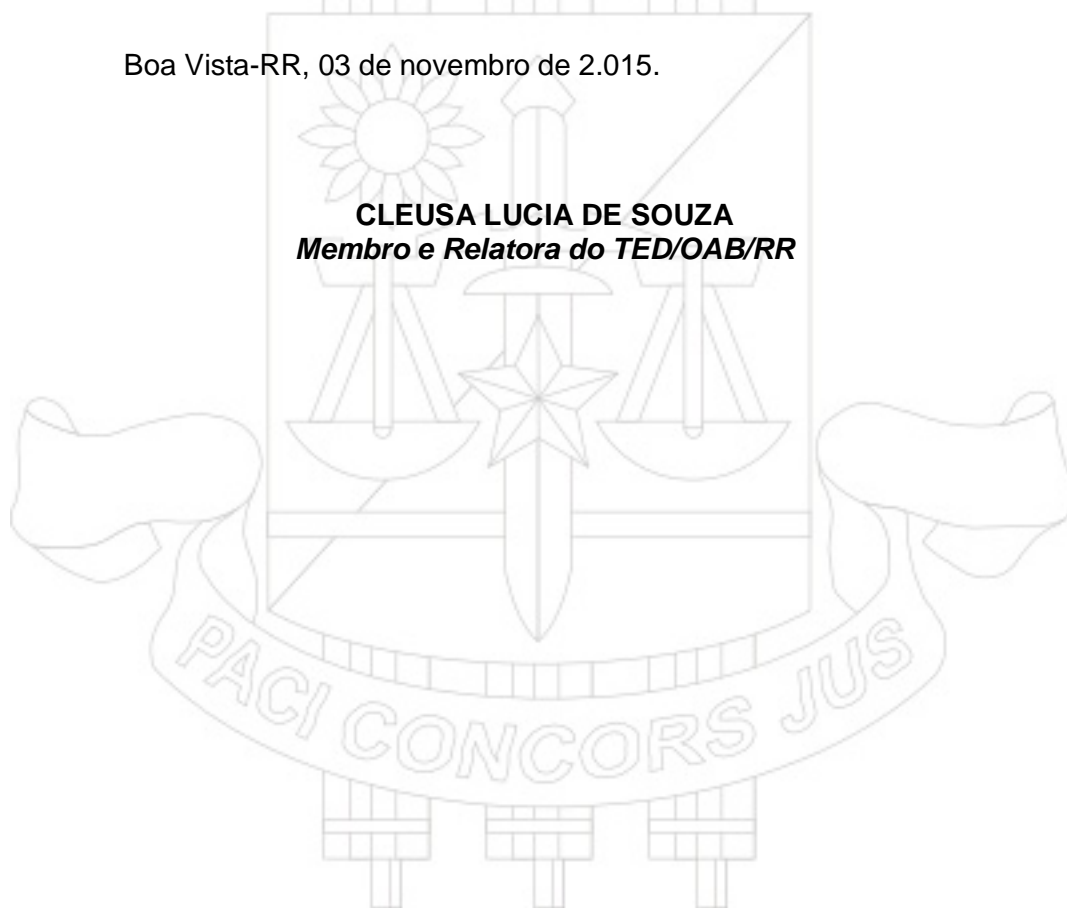 Boa Vista-RR, 03 de novembro de 2.015.
CLEUSA LUCIA DE SOUZA
Membro e Relatora do TED/OAB/RR
PACI CONCORS JUS